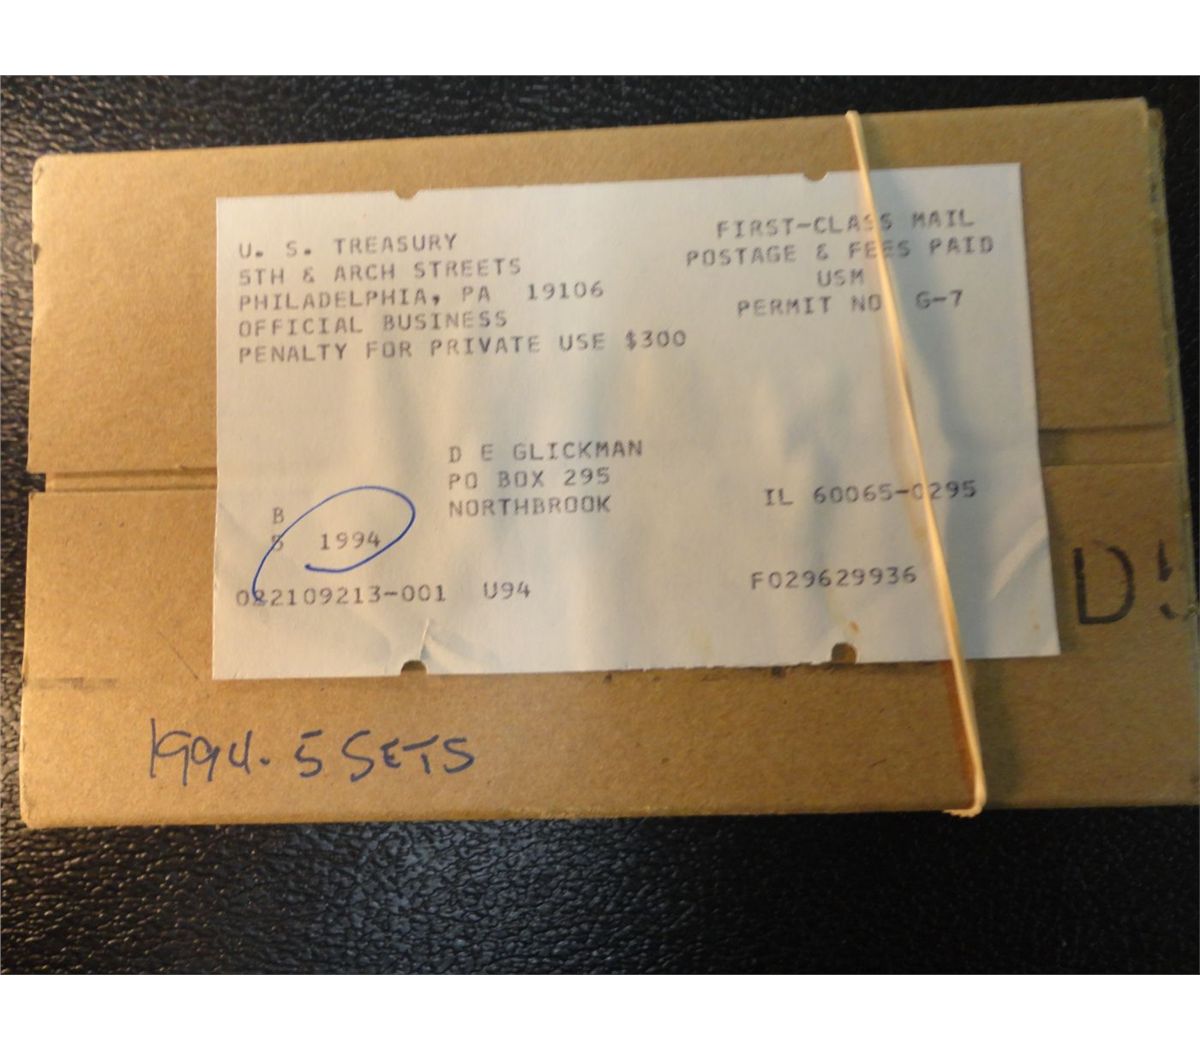 U. S. TREASURY
5TH & ARCH STREETS
PHILADELPHIA, PA 19106
OFFICIAL BUSINESS
PENALTY FOR PRIVATE USE $300
FIRST-CLASS MAIL
POSTAGE & FEES PAID
USM
PERMIT NO G-7
D E GLICKMAN
PO BOX 295
NORTHBROOK IL 60065-0295
B
S 1994
022109213-001 U94 F029629936
1994. 5 SETS